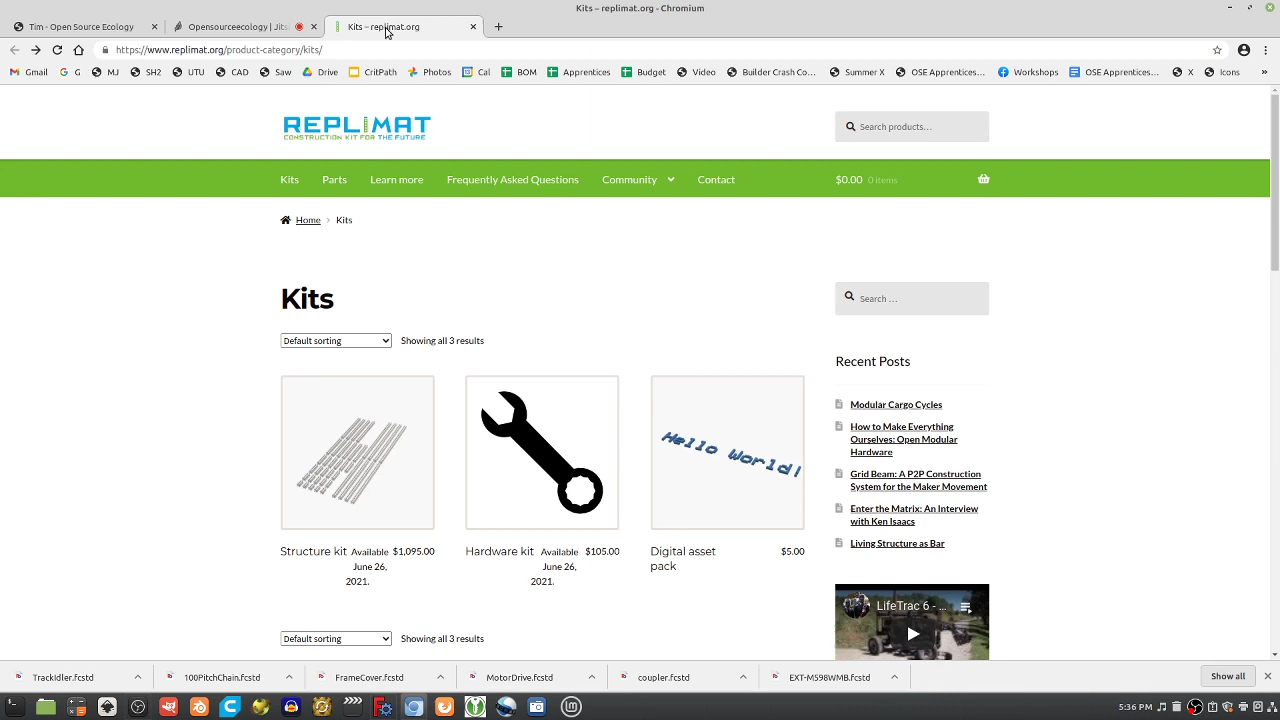 Kits – replimat.org - Chromium
Tim - Open Source Ecology
Opensourceecology | Jits
Kits – replimat.org
https://www.replimat.org/product-category/kits/
Gmail G MJ SH2 UTU CAD Saw Drive CritPath Photos Cal BOM Apprentices Budget Video Builder Crash Co... Summer X OSE Apprentices... Workshops OSE Apprentices... X Icons »
REPLIMAT
CONSTRUCTION KIT FOR THE FUTURE
Search products…
Kits Parts Learn more Frequently Asked Questions Community Contact $0.00 0 items
Home › Kits
Kits
Search …
Default sorting Showing all 3 results
Recent Posts
Modular Cargo Cycles
How to Make Everything
Ourselves: Open Modular
Hardware
Grid Beam: A P2P Construction
System for the Maker Movement
Enter the Matrix: An Interview
with Ken Isaacs
Living Structure as Bar
Hello World!
Structure kit Available $1,095.00
June 26,
2021.
Hardware kit Available $105.00
June 26,
2021.
Digital asset $5.00
pack
LifeTrac 6 - ...
Default sorting Showing all 3 results
TrackIdler.fcstd 100PitchChain.fcstd FrameCover.fcstd MotorDrive.fcstd coupler.fcstd EXT-M598WMB.fcstd Show all
5:36 PM